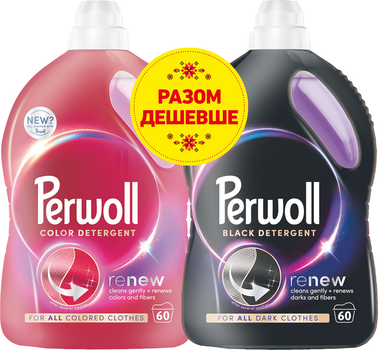 NEW?
РАЗОМ
ДЕШЕВШЕ
Perwoll
COLOR DETERGENT
renew
cleans gently + renews
colors and fibers
FOR ALL COLORED CLOTHES
60
Perwoll
BLACK DETERGENT
renew
cleans gently + renews
darks and fibers
FOR ALL DARK CLOTHES
60